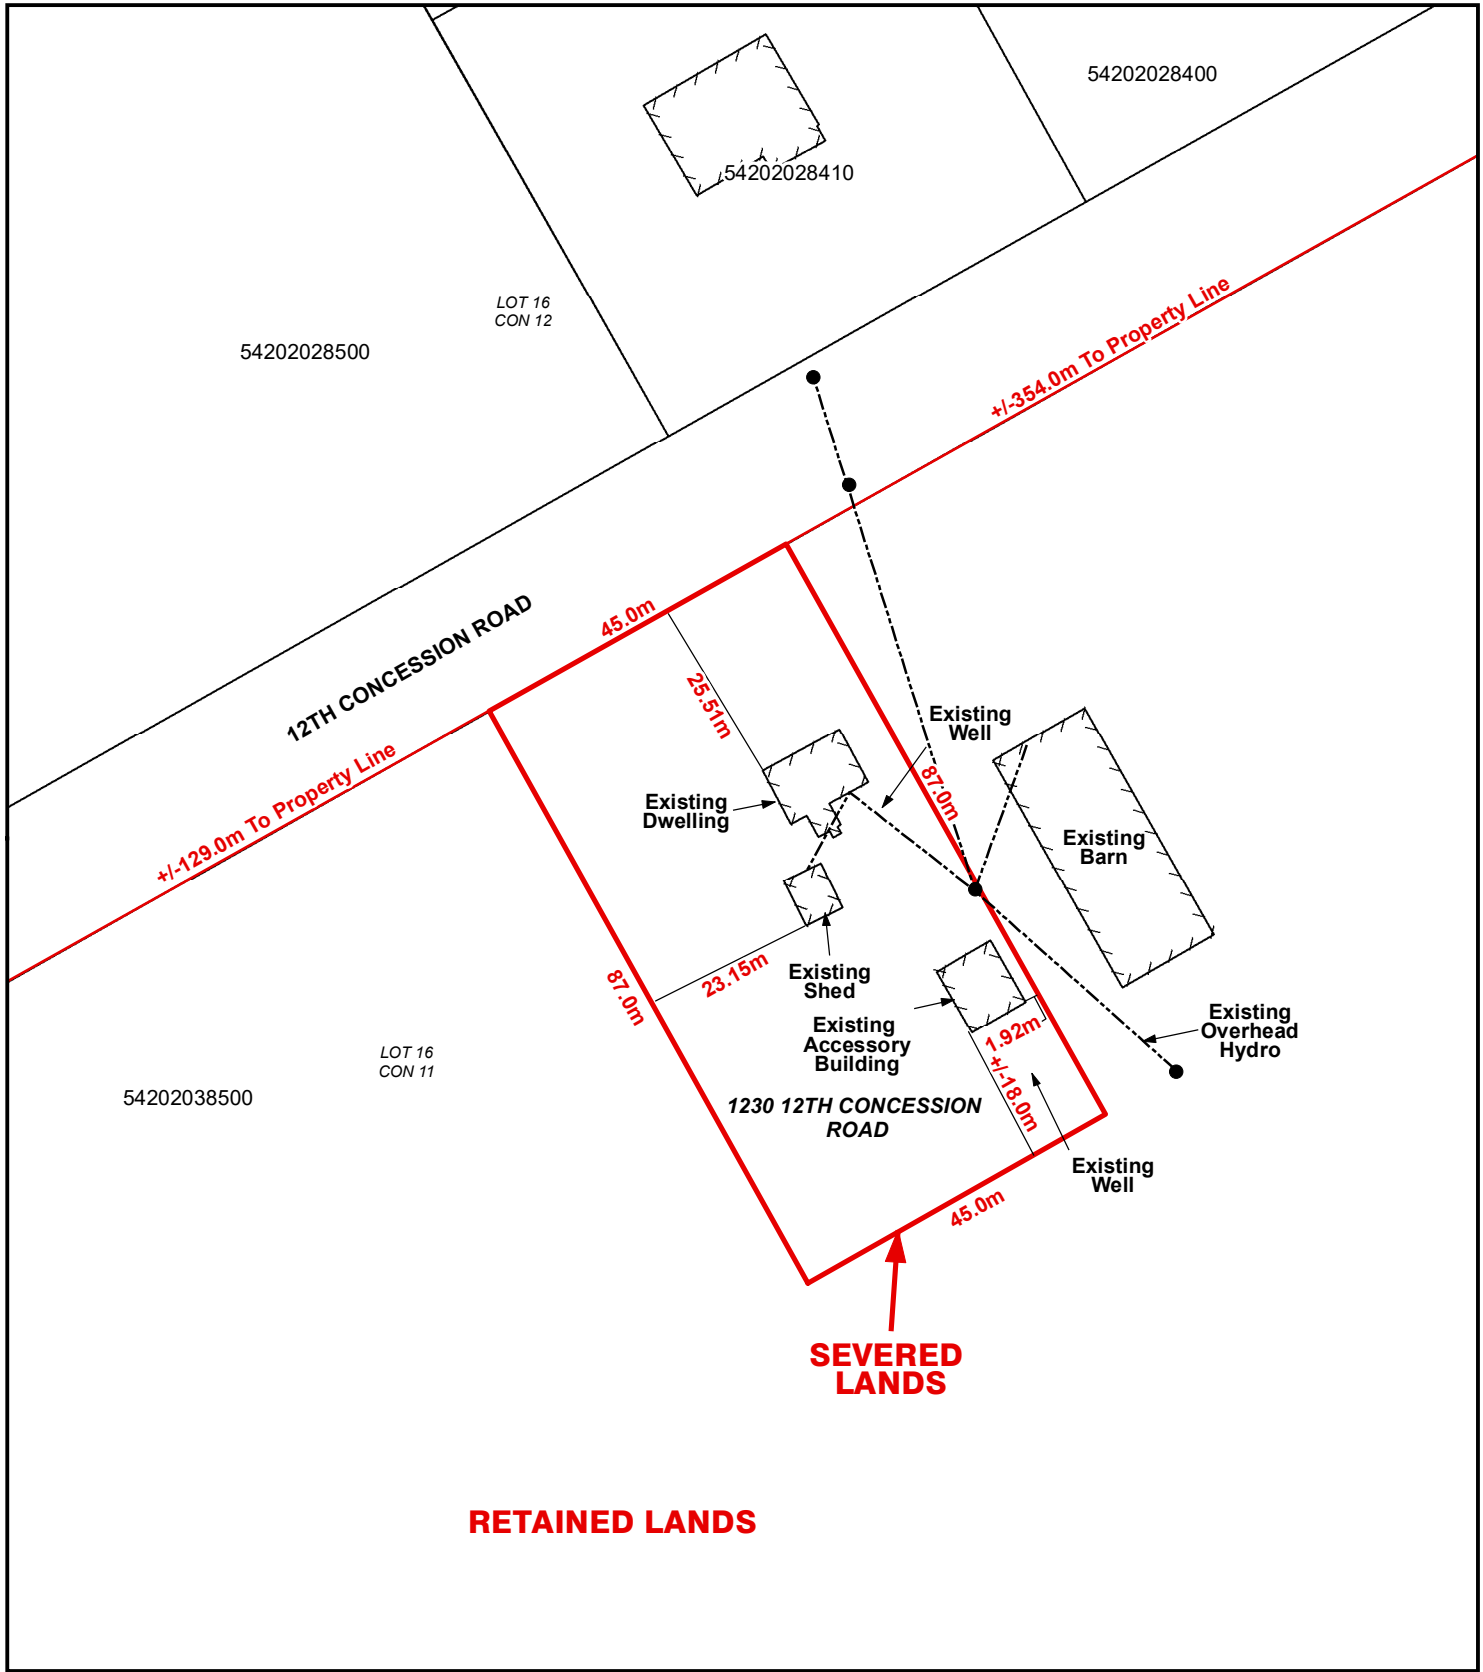 54202028400
54202028410
LOT 16
CON 12
54202028500
+/-354.0m To Property Line
12TH CONCESSION ROAD
45.0m
25.51m
Existing
Well
87.0m
+/-129.0m To Property Line
Existing
Dwelling
Existing
Barn
23.15m
87.0m
Existing
Shed
Existing
Accessory
Building
1.92m
+/-18.0m
Existing
Overhead
Hydro
LOT 16
CON 11
54202038500
1230 12TH CONCESSION
ROAD
Existing
Well
45.0m
SEVERED
LANDS
RETAINED LANDS